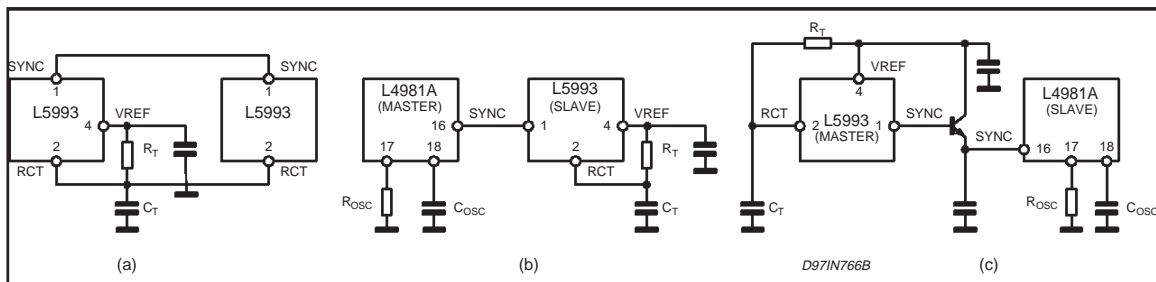 SYNC
SYNC
1
1
L5993
L5993
4
VREF
2
2
RT
RCT
RCT
CT
(a)
L4981A
(MASTER)
L5993
(SLAVE)
SYNC
VREF
16
1
4
17
18
2
RT
RCT
ROSC
COSC
CT
(b)
RT
VREF
4
L4981A
(SLAVE)
RCT
2
L5993
(MASTER)
1
SYNC
SYNC
16
17
18
CT
ROSC
COSC
D97IN766B
(c)